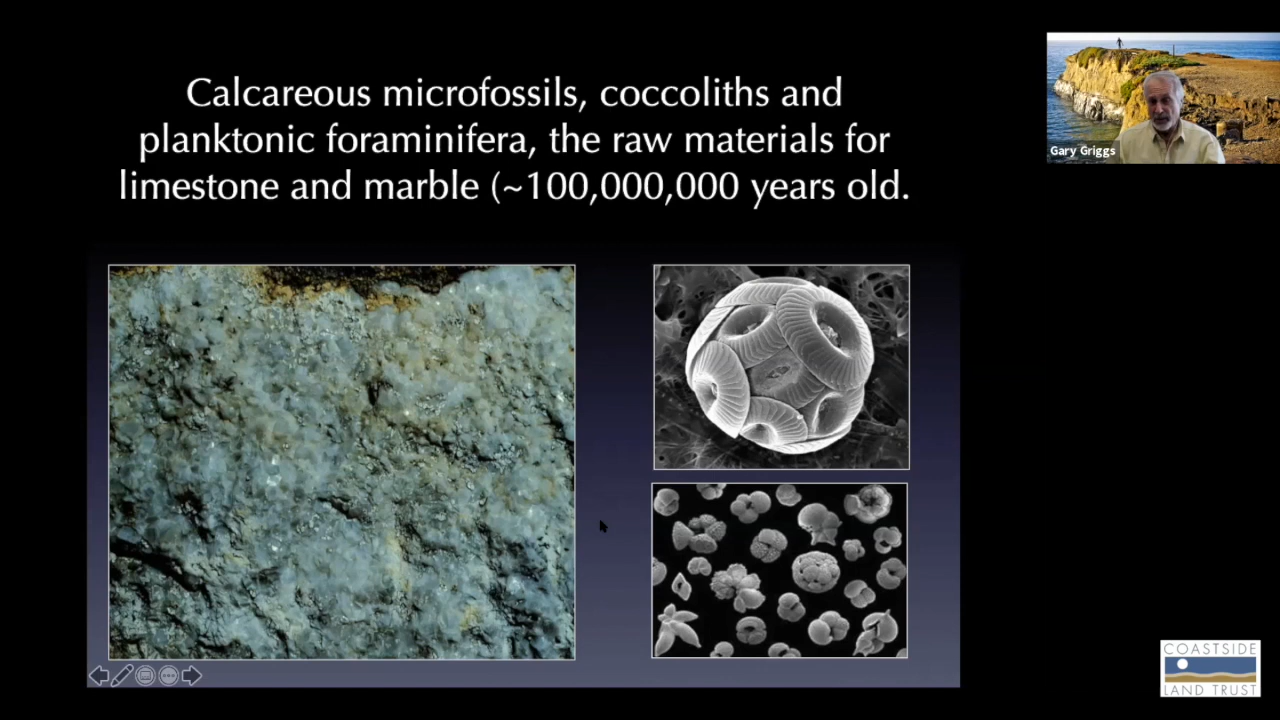 Calcareous microfossils, coccoliths and
planktonic foraminifera, the raw materials for
limestone and marble (~100,000,000 years old.
Gary Griggs
COASTSIDE
LAND TRUST